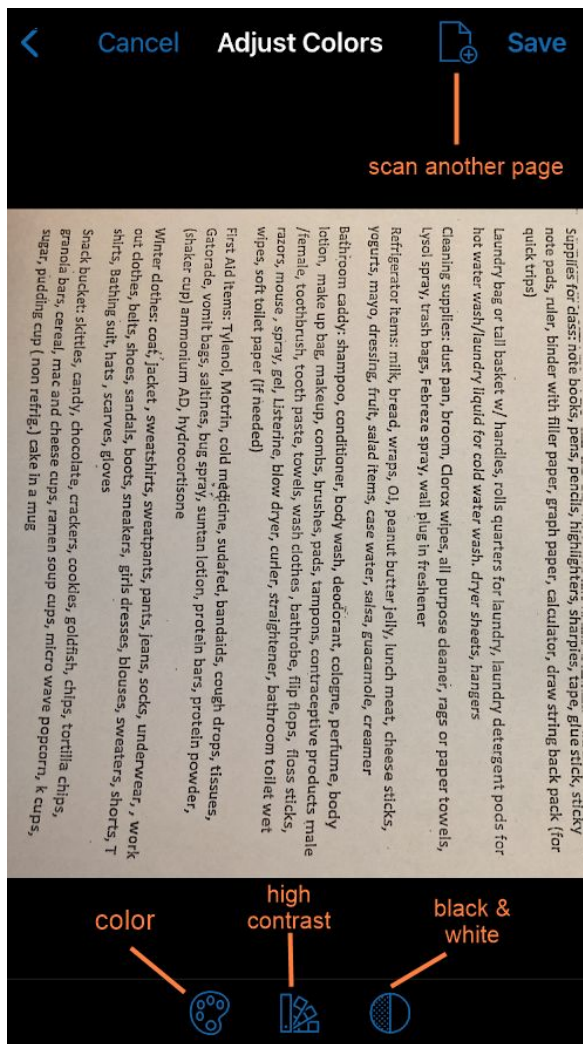 Cancel Adjust Colors Save
scan another page
Supplies for class: note books, pens, pencils, highlighters, sharpies, tape, glue stick, sticky
note pads, ruler, binder with filler paper, graph paper, calculator, draw string back pack (for
quick trips)
Laundry bag or tall basket w/ handles, rolls quarters for laundry, laundry detergent pods for
hot water wash/laundry liquid for cold water wash. dryer sheets, hangers
Cleaning supplies: dust pan, broom, Clorox wipes, all purpose cleaner, rags or paper towels,
Lysol spray, trash bags, Febreze spray, wall plug in freshener
Refrigerator items: milk, bread, wraps, OJ, peanut butter jelly, lunch meat, cheese sticks,
yogurts, mayo, dressing, fruit, salad items, case water, salsa, guacamole, creamer
Bathroom caddy: shampoo, conditioner, body wash, deodorant, cologne, perfume, body
lotion, make up bag, makeup, combs, brushes, pads, tampons, contraceptive products male
/female, toothbrush, tooth paste, towels, wash clothes , bathrobe, flip flops, floss sticks,
razors, mouse , spray, gel, Listerine, blow dryer, curler, straightener, bathroom toilet wet
wipes, soft toilet paper (if needed)
First Aid items: Tylenol, Motrin, cold medicine, sudafed, bandaids, cough drops, tissues,
Gatorade, vomit bags, saltines, bug spray, suntan lotion, protein bars, protein powder,
(shaker cup) ammonium AD, hydrocortisone
Winter clothes: coat, jacket , sweatshirts, sweatpants, pants, jeans, socks, underwear, , work
out clothes, belts, shoes, sandals, boots, sneakers, girls dresses, blouses, sweaters, shorts, T
shirts, Bathing suit, hats , scarves, gloves
Snack bucket: skittles, candy, chocolate, crackers, cookies, goldfish, chips, tortilla chips,
granola bars, cereal, mac and cheese cups, ramen soup cups, micro wave popcorn, k cups,
sugar, pudding cup ( non refrig.) cake in a mug
color
high
contrast
black &
white